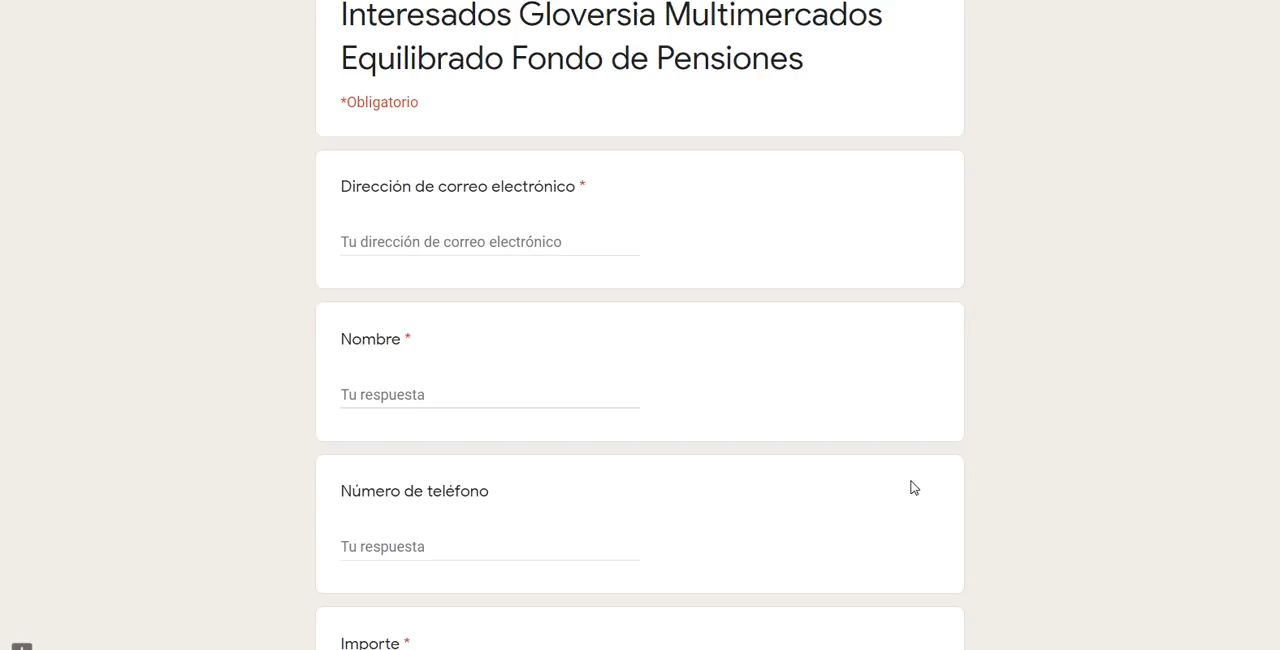 Interesados Gloversia Multimercados
Equilibrado Fondo de Pensiones
*Obligatorio
Dirección de correo electrónico *
Tu dirección de correo electrónico
Nombre *
Tu respuesta
Número de teléfono
Tu respuesta
Importe *